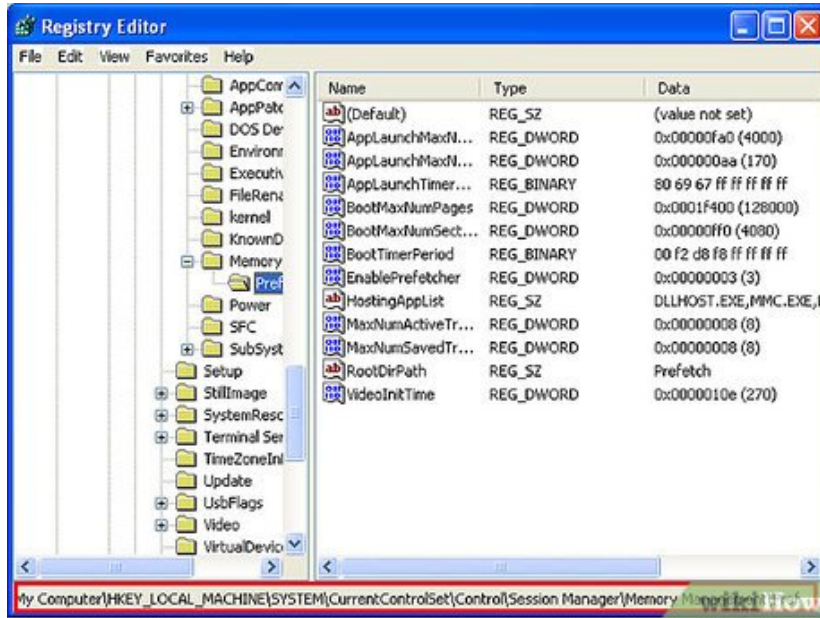 Registry Editor
File Edit View Favorites Help
AppCom
AppPatc
DOS De
Environr
Executiv
FileRena
kernel
KnownD
Memory
Pref
Power
SFC
SubSyst
Setup
StillImage
SystemResc
Terminal Ser
TimeZoneInf
Update
UsbFlags
Video
VirtualDevic
Name Type Data
(Default) REG_SZ (value not set)
AppLaunchMaxN... REG_DWORD 0x00000fa0 (4000)
AppLaunchMaxN... REG_DWORD 0x000000aa (170)
AppLaunchTimer... REG_BINARY 80 69 67 ff ff ff ff ff
BootMaxNumPages REG_DWORD 0x0001f400 (128000)
BootMaxNumSect... REG_DWORD 0x00000ff0 (4080)
BootTimerPeriod REG_BINARY 00 f2 d8 f8 ff ff ff ff
EnablePrefetcher REG_DWORD 0x00000003 (3)
HostingAppList REG_SZ DLLHOST.EXE,MMC.EXE,
MaxNumActiveTr... REG_DWORD 0x00000008 (8)
MaxNumSavedTr... REG_DWORD 0x00000008 (8)
RootDirPath REG_SZ Prefetch
VideoInitTime REG_DWORD 0x0000010e (270)
My Computer\HKEY_LOCAL_MACHINE\SYSTEM\CurrentControlSet\Control\Session Manager\Memory
wikiHow